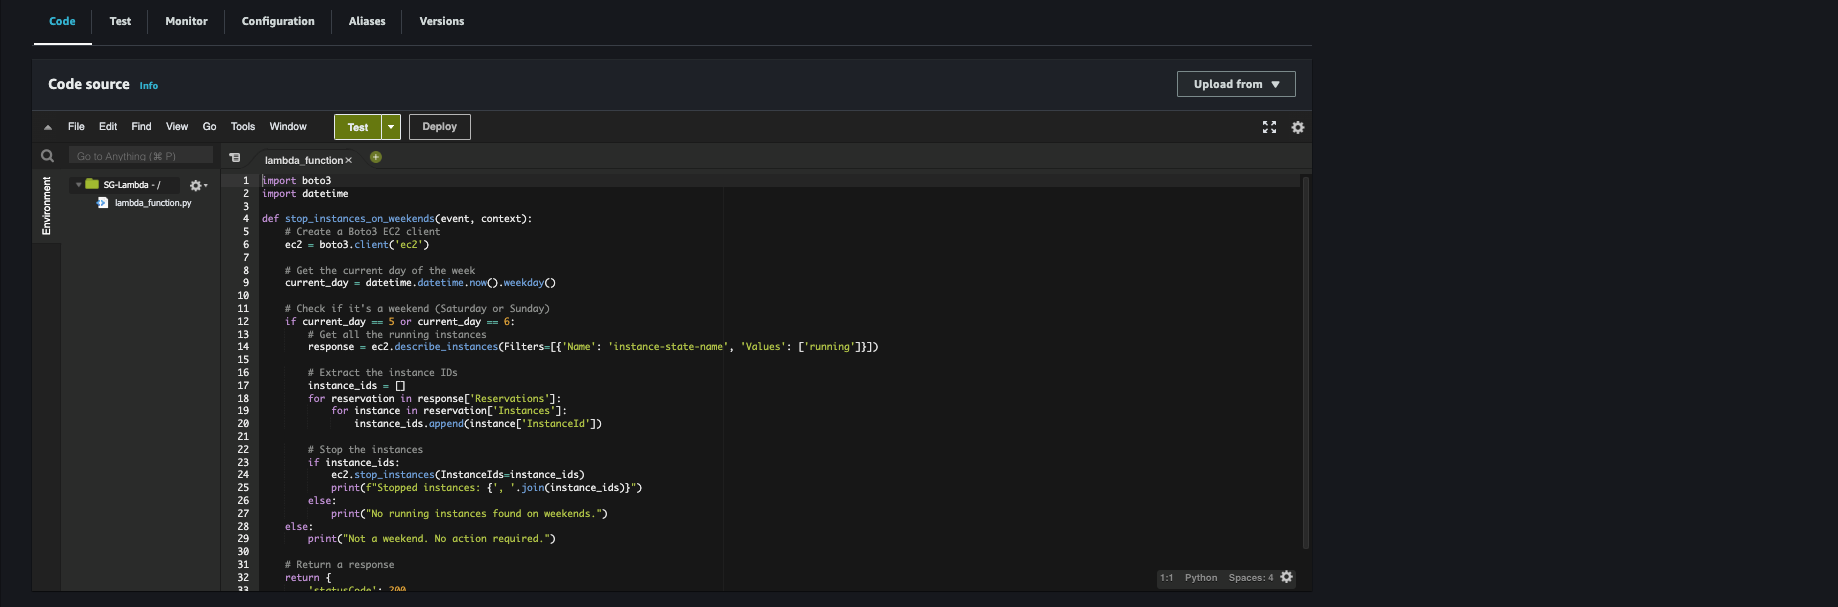 Code Test Monitor Configuration Aliases Versions
Code source Info Upload from
File Edit Find View Go Tools Window Test Deploy
Go to Anything (⌘ P) lambda_function
SG-Lambda - /
lambda_function.py
Environment
1 import boto3
2 import datetime
3
4 def stop_instances_on_weekends(event, context):
5     # Create a Boto3 EC2 client
6     ec2 = boto3.client('ec2')
7
8     # Get the current day of the week
9     current_day = datetime.datetime.now().weekday()
10
11     # Check if it's a weekend (Saturday or Sunday)
12     if current_day == 5 or current_day == 6:
13         # Get all the running instances
14         response = ec2.describe_instances(Filters=[{'Name': 'instance-state-name', 'Values': ['running']}])
15
16         # Extract the instance IDs
17         instance_ids = []
18         for reservation in response['Reservations']:
19             for instance in reservation['Instances']:
20                 instance_ids.append(instance['InstanceId'])
21
22         # Stop the instances
23         if instance_ids:
24             ec2.stop_instances(InstanceIds=instance_ids)
25             print(f"Stopped instances: {', '.join(instance_ids)}")
26         else:
27             print("No running instances found on weekends.")
28     else:
29         print("Not a weekend. No action required.")
30
31     # Return a response
32     return {
33         'statusCode': 200
1:1 Python Spaces: 4